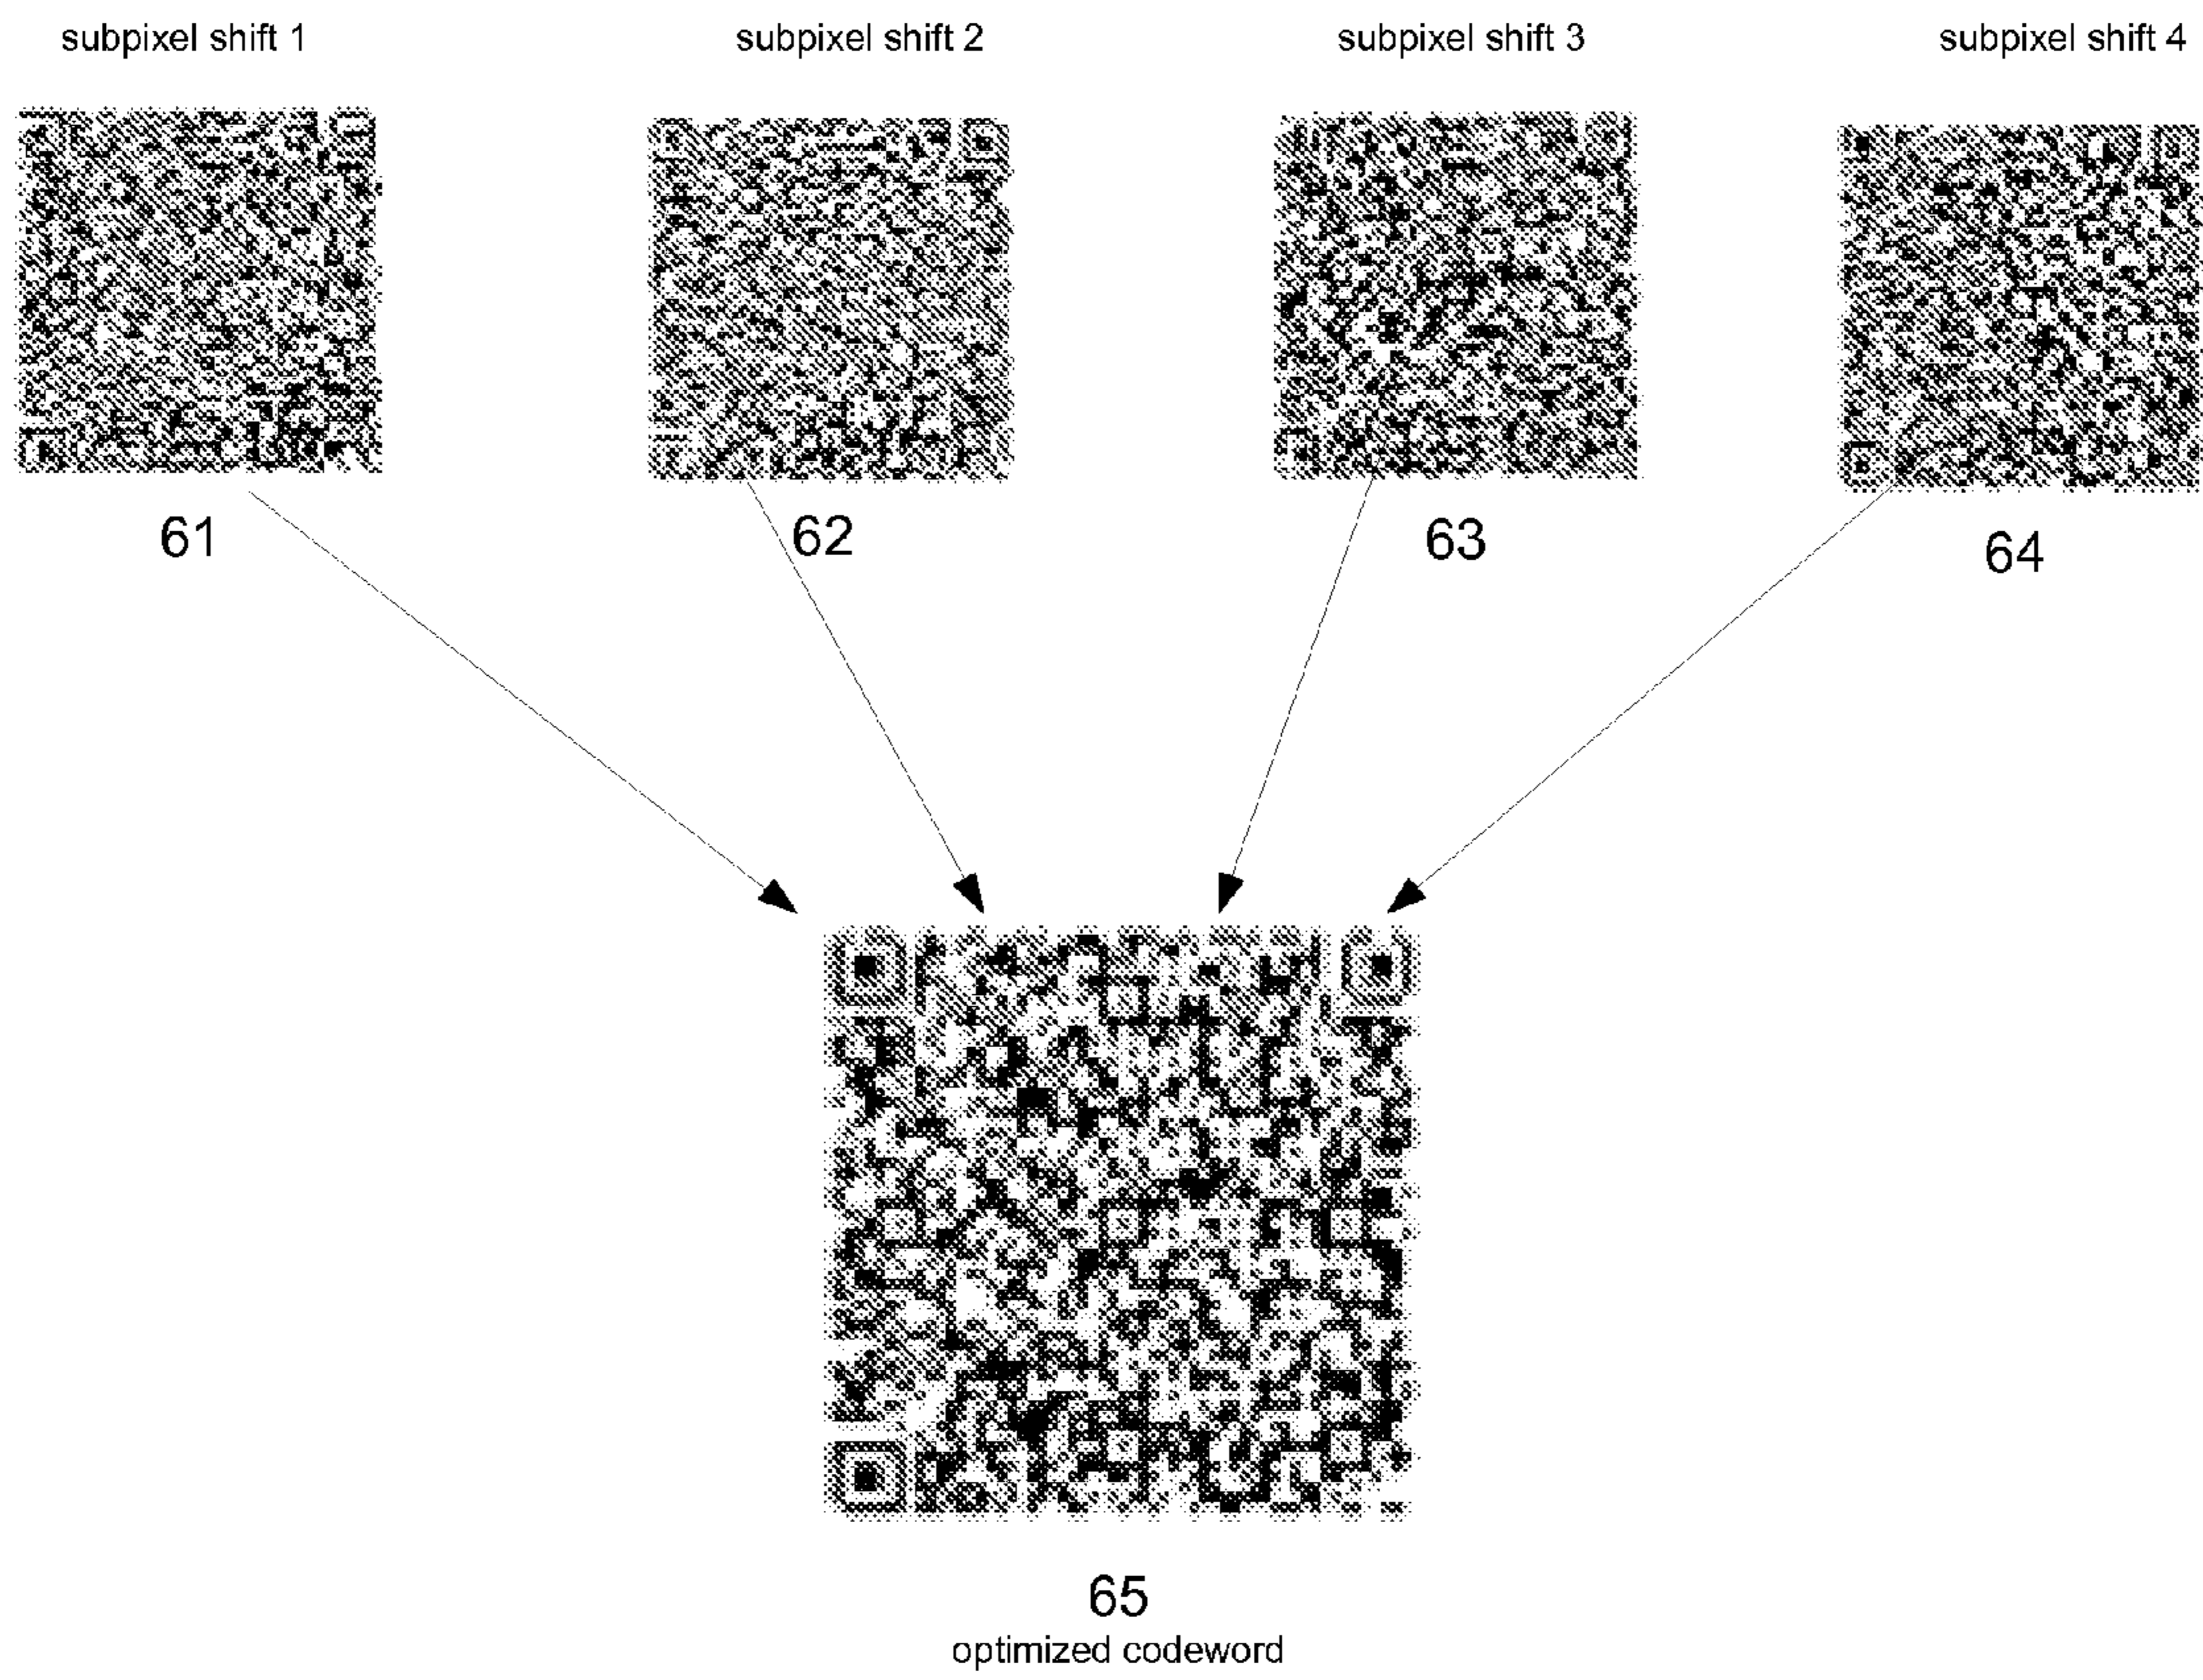 subpixel shift 1
subpixel shift 2
subpixel shift 3
subpixel shift 4
61
62
63
64
65
optimized codeword